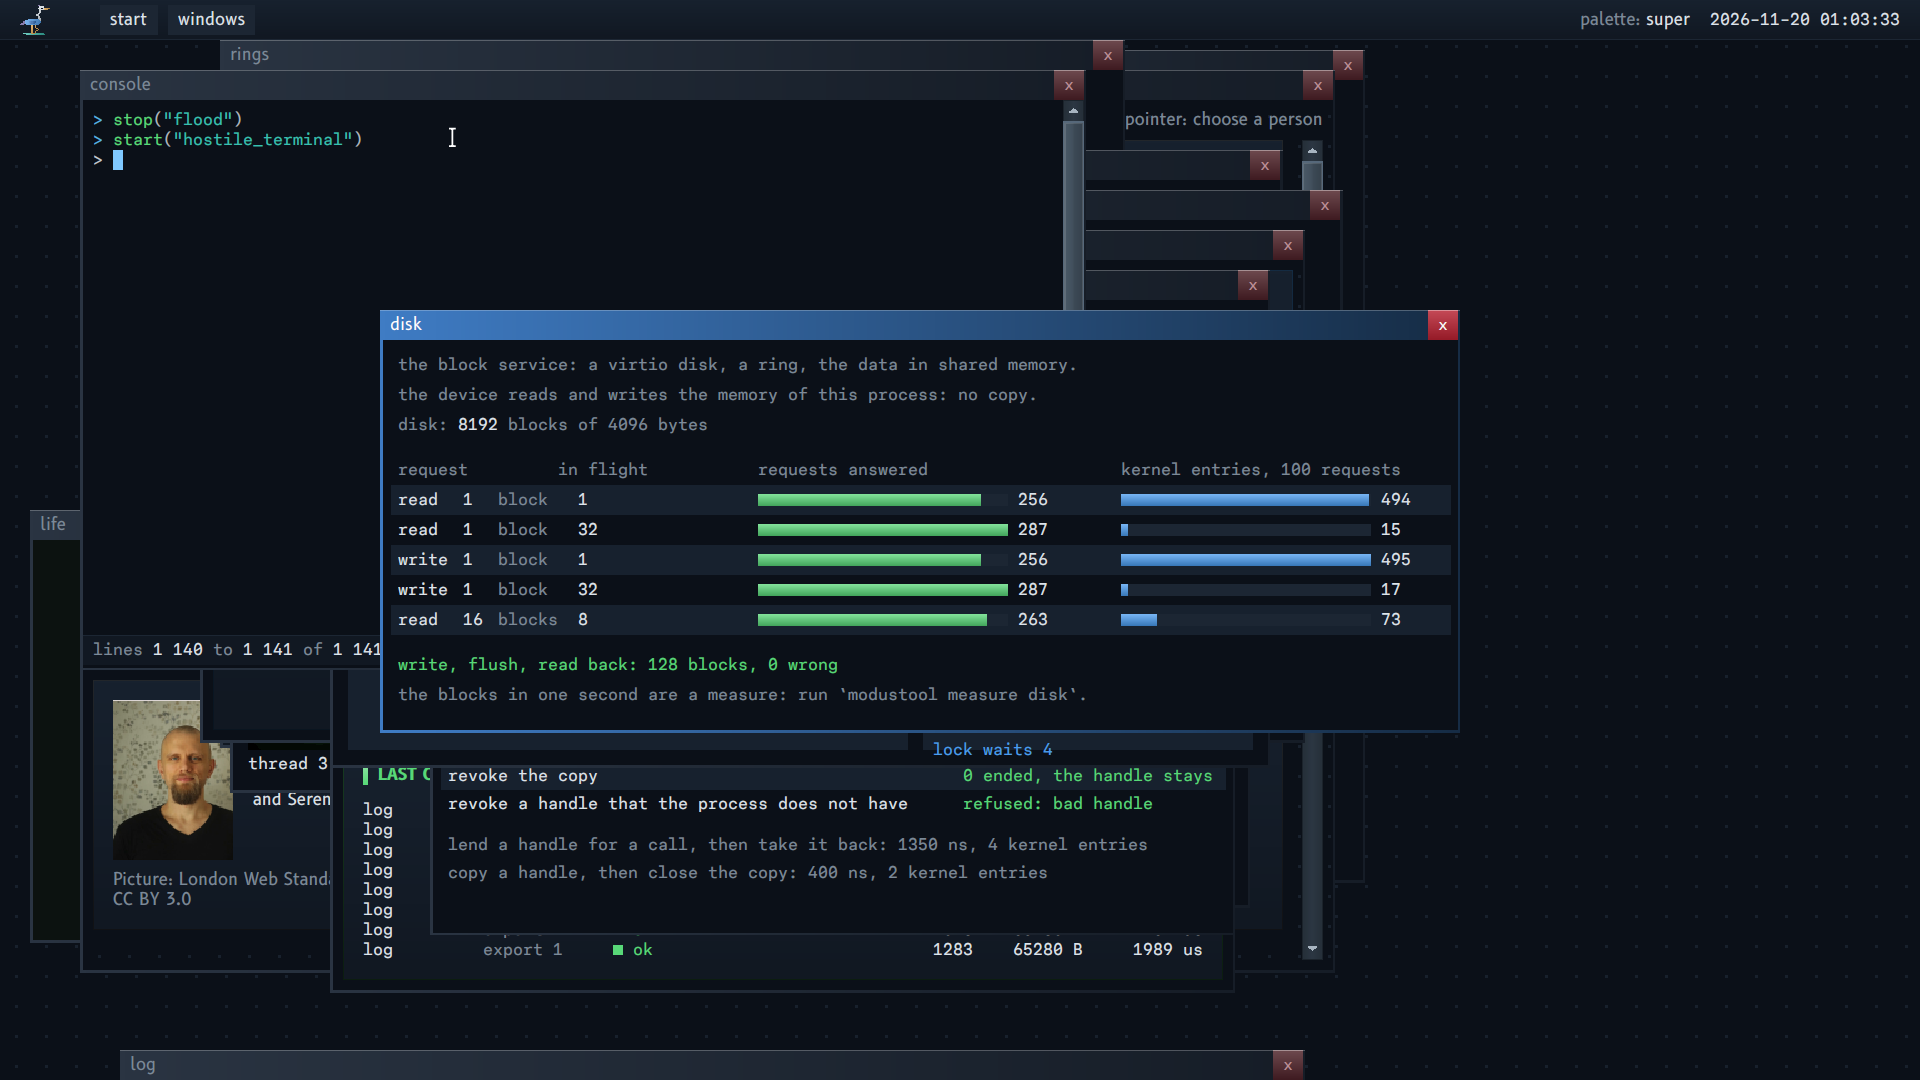 start windows palette: super 2026-11-20 01:03:33
rings x
x
console x
x
> stop("flood")
pointer: choose a person
> start("hostile_terminal")
>
x
x
x
x
disk x
the block service: a virtio disk, a ring, the data in shared memory.
the device reads and writes the memory of this process: no copy.
disk: 8192 blocks of 4096 bytes
request in flight requests answered kernel entries, 100 requests
read 1 block 1 256 494
read 1 block 32 287 15
write 1 block 1 256 495
write 1 block 32 287 17
read 16 blocks 8 263 73
write, flush, read back: 128 blocks, 0 wrong
the blocks in one second are a measure: run `modustool measure disk`.
life
lines 1 140 to 1 141 of 1 141
lock waits 4
thread 3
LAST
revoke the copy 0 ended, the handle stays
and Seren
revoke a handle that the process does not have refused: bad handle
log
log
lend a handle for a call, then take it back: 1350 ns, 4 kernel entries
log
log
copy a handle, then close the copy: 400 ns, 2 kernel entries
Picture: London Web Standa
CC BY 3.0
log
log
log
log export 1 ok 1283 65280 B 1989 us
log x